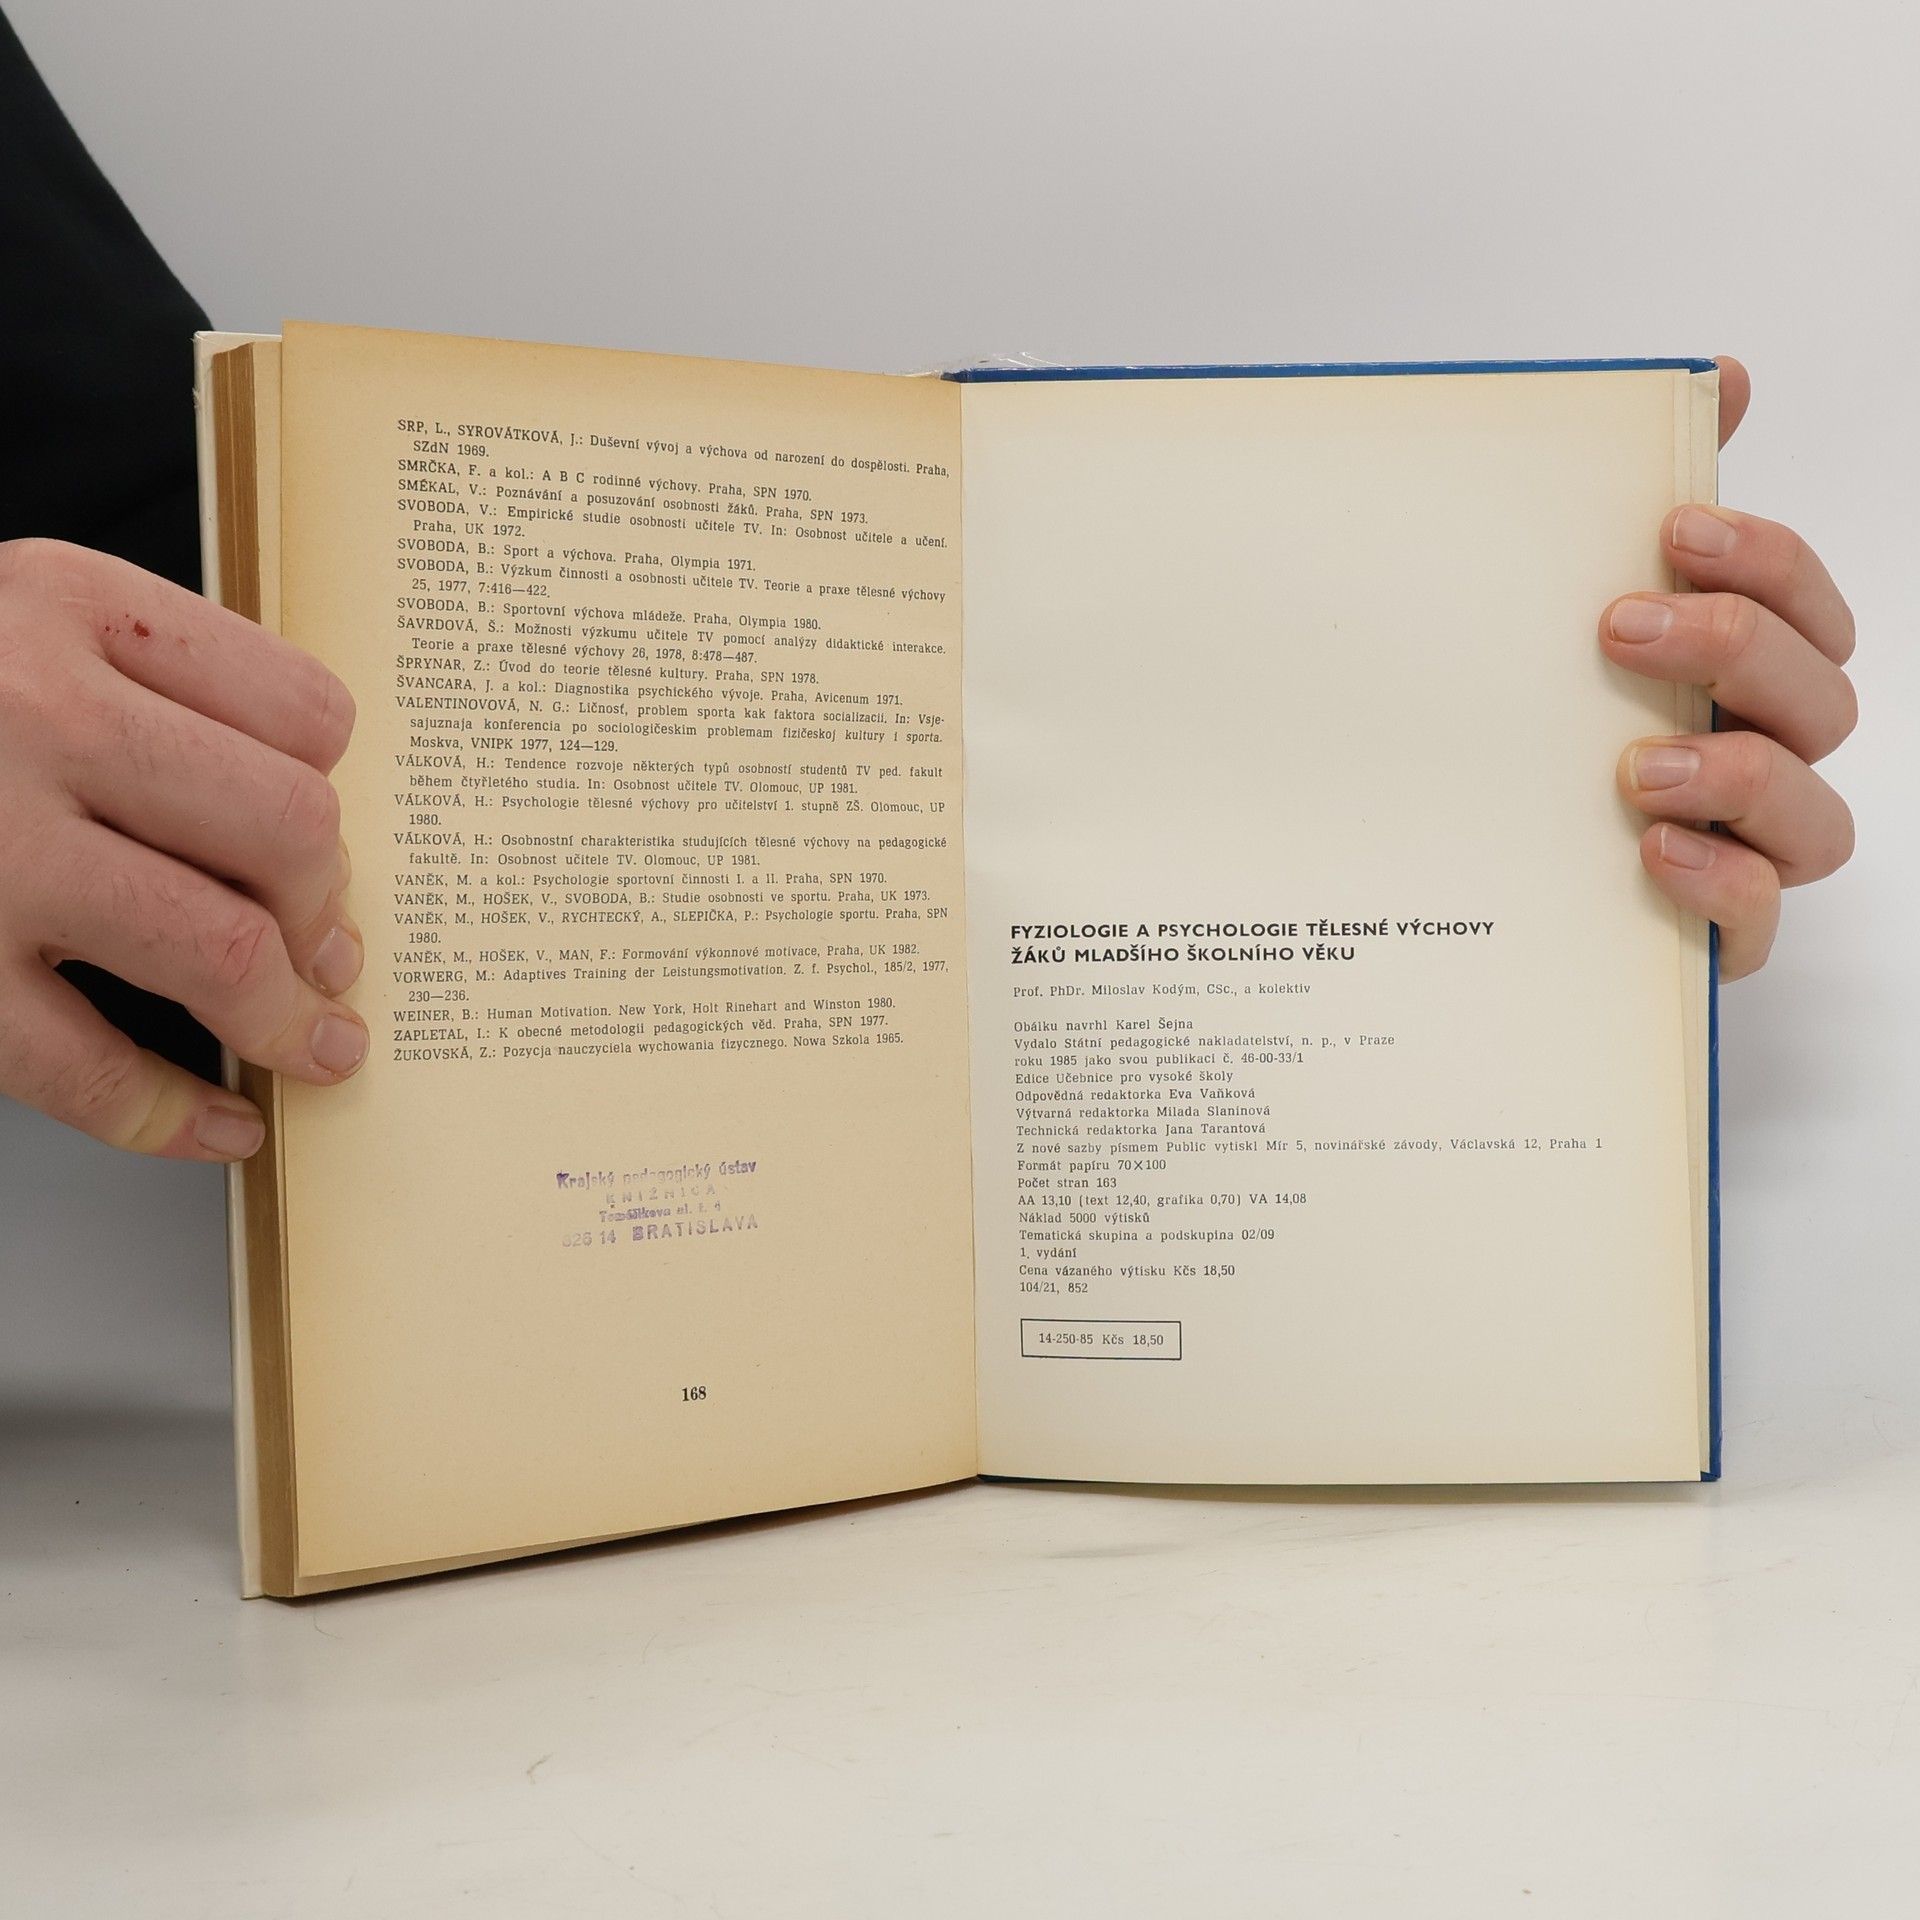 SRP, L., SYROVÁTKOVÁ, J.: Duševní vývoj a výchova od narození do dospělosti. Praha,
SZdN 1969.
SMRČKA, F. a kol.: A B C rodinné výchovy. Praha, SPN 1970.
SMÉKAL, V.: Poznávání a posuzování osobnosti žáků. Praha, SPN 1973.
SVOBODA, V.: Empirické studie osobnosti učitele TV. In: Osobnost učitele a učení.
Praha, UK 1972.
SVOBODA, B.: Sport a výchova. Praha, Olympia 1971.
SVOBODA, B.: Výzkum činnosti a osobnosti učitele TV. Teorie a praxe tělesné výchovy
25, 1977, 7:416—422.
SVOBODA, B.: Sportovní výchova mládeže. Praha, Olympia 1980.
ŠAVRDOVÁ, Š.: Možnosti výzkumu učitele TV pomocí analýzy didaktické interakce.
Teorie a praxe tělesné výchovy 26, 1978, 8:478—487.
ŠPRYNAR, Z.: Úvod do teorie tělesné kultury. Praha, SPN 1978.
ŠVANCARA, J. a kol.: Diagnostika psychického vývoje. Praha, Avicenum 1971.
VALENTINOVOVÁ, N. G.: Ličnosť, problem sporta kak faktora socializacii. In: Vsje-
sajuznaja konferencia po sociologičeskim problemam fizičeskoj kultury i sporta.
Moskva, VNIPK 1977, 124—129.
VÁLKOVÁ, H.: Tendence rozvoje některých typů osobností studentů TV ped. fakult
během čtyřletého studia. In: Osobnost učitele TV. Olomouc, UP 1981.
VÁLKOVÁ, H.: Psychologie tělesné výchovy pro učitelství 1. stupně ZŠ. Olomouc, UP
1980.
VÁLKOVÁ, H.: Osobnostní charakteristika studujících tělesné výchovy na pedagogické
fakultě. In: Osobnost učitele TV. Olomouc, UP 1981.
VANĚK, M. a kol.: Psychologie sportovní činnosti I. a II. Praha, SPN 1970.
VANĚK, M., HOŠEK, V., SVOBODA, B.: Studie osobnosti ve sportu. Praha, UK 1973.
VANĚK, M., HOŠEK, V., RYCHTECKÝ, A., SLEPIČKA, P.: Psychologie sportu. Praha, SPN
1980.
VANĚK, M., HOŠEK, V., MAN, F.: Formování výkonnové motivace, Praha, UK 1982.
VORWERG, M.: Adaptives Training der Leistungsmotivation. Z. f. Psychol., 185/2, 1977,
230—236.
WEINER, B.: Human Motivation. New York, Holt Rinehart and Winston 1980.
ZAPLETAL, I.: K obecné metodologii pedagogických věd. Praha, SPN 1977.
ŽUKOVSKÁ, Z.: Pozycja nauczyciela wychowania fizycznego. Nowa Szkola 1965.
Krajský pedagogický ústav
KNIŽNICA
Tomášikova ul. č. 4
826 14 BRATISLAVA
168
FYZIOLOGIE A PSYCHOLOGIE TĚLESNÉ VÝCHOVY
ŽÁKŮ MLADŠÍHO ŠKOLNÍHO VĚKU
Prof. PhDr. Miloslav Kodým, CSc., a kolektiv
Obálku navrhl Karel Šejna
Vydalo Státní pedagogické nakladatelství, n. p., v Praze
roku 1985 jako svou publikaci č. 46-00-33/1
Edice Učebnice pro vysoké školy
Odpovědná redaktorka Eva Vaňková
Výtvarná redaktorka Milada Slaninová
Technická redaktorka Jana Tarantová
Z nové sazby písmem Public vytiskl Mír 5, novinářské závody, Václavská 12, Praha 1
Formát papíru 70×100
Počet stran 163
AA 13,10 (text 12,40, grafika 0,70) VA 14,08
Náklad 5000 výtisků
Tematická skupina a podskupina 02/09
1. vydání
Cena vázaného výtisku Kčs 18,50
104/21, 852
14-250-85 Kčs 18,50